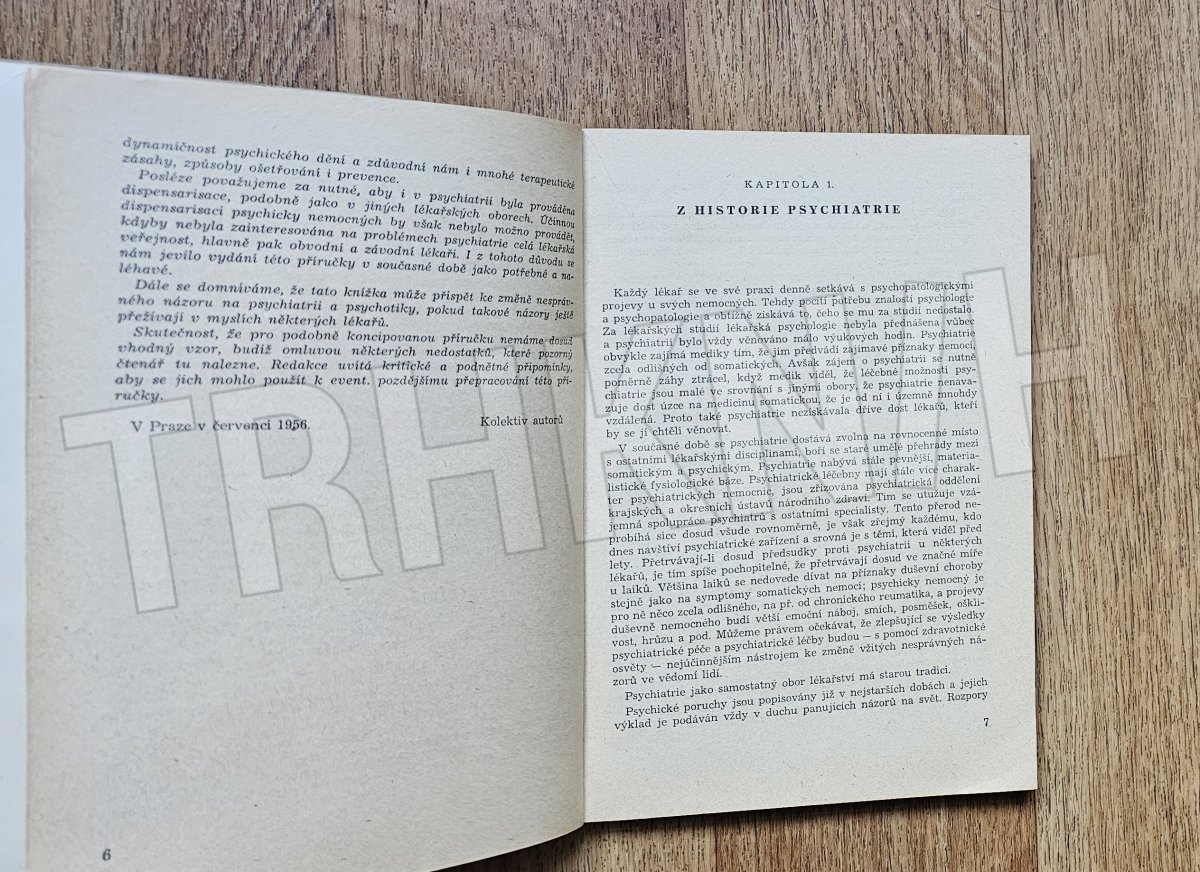 dynamičnost psychického dění a zdůvodní nám i mnohé terapeutické
zásahy, způsoby ošetřování i prevence.
Posléze považujeme za nutné, aby i v psychiatrii byla prováděna
dispensarisace, podobně jako v jiných lékařských oborech. Účinnou
dispensarisaci psychicky nemocných by však nebylo možno provádět,
kdyby nebyla zainteresována na problémech psychiatrie celá lékařská
veřejnost, hlavně pak obvodní a závodní lékaři. I z tohoto důvodu se
nám jevilo vydání této příručky v současné době jako potřebné a na-
léhavé.
Dále se domníváme, že tato knížka může přispět ke změně nespráv-
ného názoru na psychiatrii a psychotiky, pokud takové názory ještě
přežívají v myslích některých lékařů.
Skutečnost, že pro podobně koncipovanou příručku nemáme dosud
vhodný vzor, budiž omluvou některých nedostatků, které pozorný
čtenář tu nalezne. Redakce uvítá kritické a podnětné připomínky,
aby se jich mohlo použít k event. pozdějšímu přepracování této pří-
ručky.
V Praze v červenci 1956.
Kolektiv autorů
6
KAPITOLA 1.
Z HISTORIE PSYCHIATRIE
Každý lékař se ve své praxi denně setkává s psychopatologickými
projevy u svých nemocných. Tehdy pocítí potřebu znalostí psychologie
a psychopatologie a obtížně získává to, čeho se mu za studií nedostalo.
Za lékařských studií lékařská psychologie nebyla přednášena vůbec
a psychiatrii bylo vždy věnováno málo výukových hodin. Psychiatrie
obvykle zajímá mediky tím, že jim předvádí zajímavé příznaky nemocí,
zcela odlišných od somatických. Avšak zájem o psychiatrii se nutně
poměrně záhy ztrácel, když medik viděl, že léčebné možnosti psy-
chiatrie jsou malé ve srovnání s jinými obory, že psychiatrie nenava-
zuje dost úzce na medicinu somatickou, že je od ní i územně mnohdy
vzdálená. Proto také psychiatrie nezískávala dříve dost lékařů, kteří
by se jí chtěli věnovat.
V současné době se psychiatrie dostává zvolna na rovnocenné místo
s ostatními lékařskými disciplinami, boří se staré umělé přehrady mezi
somatickým a psychickým. Psychiatrie nabývá stále pevnější, materia-
listické fysiologické báze. Psychiatrické léčebny mají stále více charak-
ter psychiatrických nemocnic, jsou zřizována psychiatrická oddělení
krajských a okresních ústavů národního zdraví. Tím se utužuje vzá-
jemná spolupráce psychiatrů s ostatními specialisty. Tento přerod ne-
probíhá sice dosud všude rovnoměrně, je však zřejmý každému, kdo
dnes navštíví psychiatrické zařízení a srovná je s těmi, která viděl před
lety. Přetrvávají-li dosud předsudky proti psychiatrii u některých
lékařů, je tím spíše pochopitelné, že přetrvávají dosud ve značné míře
u laiků. Většina laiků se nedovede dívat na příznaky duševní choroby
stejně jako na symptomy somatických nemocí; psychicky nemocný je
pro ně něco zcela odlišného, na př. od chronického reumatika, a projevy
duševně nemocného budí větší emoční náboj, smích, posměšek, oškli-
vost, hrůzu a pod. Můžeme právem očekávat, že zlepšující se výsledky
psychiatrické péče a psychiatrické léčby budou – s pomocí zdravotnické
osvěty – nejúčinnějším nástrojem ke změně vžitých nesprávných ná-
zorů ve vědomí lidí.
Psychiatrie jako samostatný obor lékařství má starou tradici.
Psychické poruchy jsou popisovány již v nejstarších dobách a jejich
výklad je podáván vždy v duchu panujících názorů na svět. Rozpory
7
TRHKNIH